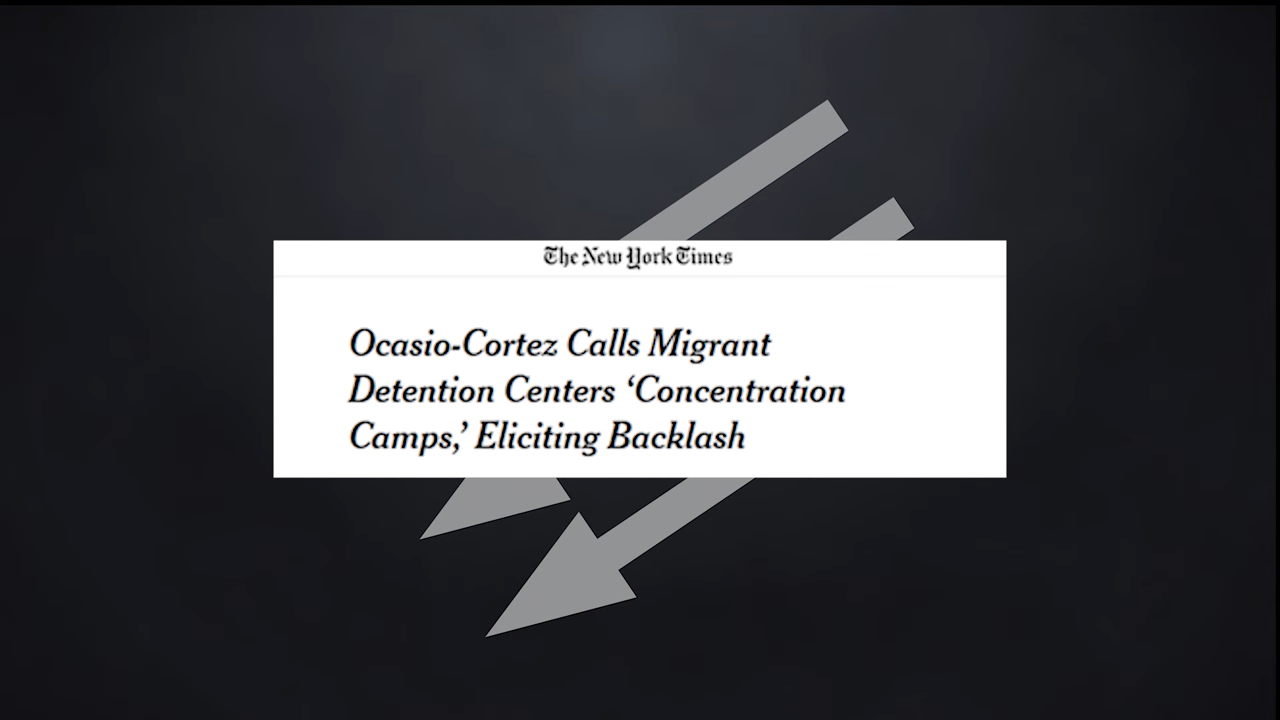 The New York Times
Ocasio-Cortez Calls Migrant
Detention Centers ‘Concentration
Camps,’ Eliciting Backlash